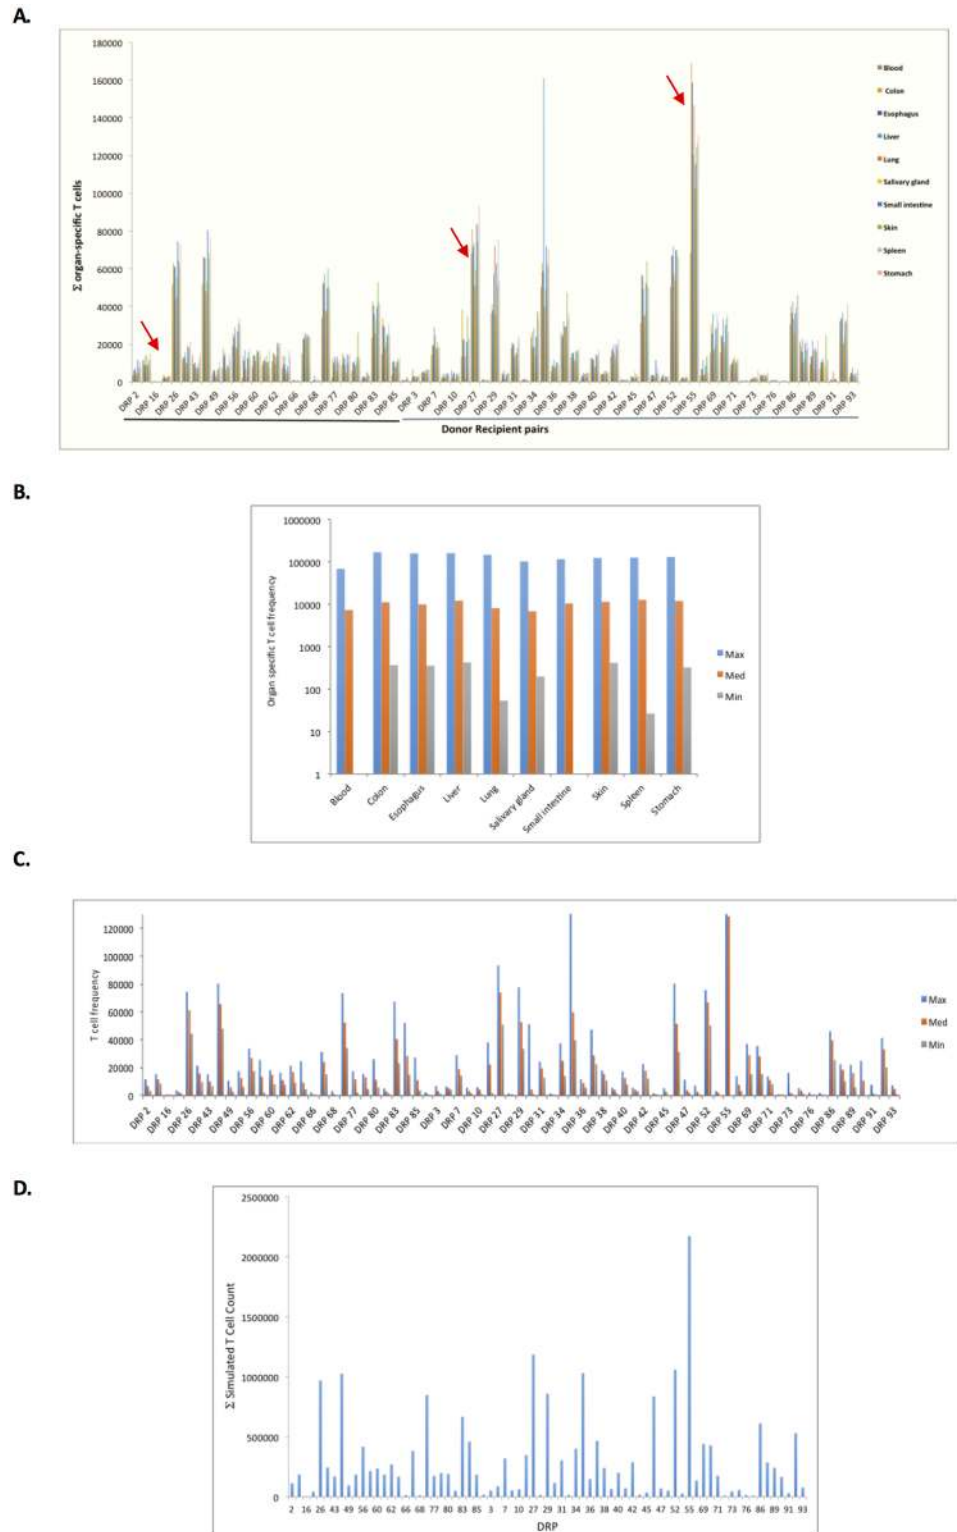 A.
180000
160000
140000
120000
100000
80000
60000
40000
20000
0
Σ organ-specific T cells
Blood
Colon
Esophagus
Liver
Lung
Salivary gland
Small intestine
Skin
Spleen
Stomach
DRP 2
DRP 16
DRP 26
DRP 43
DRP 49
DRP 56
DRP 60
DRP 62
DRP 66
DRP 68
DRP 77
DRP 80
DRP 83
DRP 85
DRP 3
DRP 7
DRP 10
DRP 27
DRP 29
DRP 31
DRP 34
DRP 36
DRP 38
DRP 40
DRP 42
DRP 45
DRP 47
DRP 52
DRP 55
DRP 69
DRP 71
DRP 73
DRP 76
DRP 86
DRP 89
DRP 91
DRP 93
Donor Recipient pairs
B.
1000000
100000
10000
1000
100
10
1
Organ specific T cell frequency
Max
Med
Min
Blood
Colon
Esophagus
Liver
Lung
Salivary gland
Small intestine
Skin
Spleen
Stomach
C.
120000
100000
80000
60000
40000
20000
0
T cell frequency
Max
Med
Min
DRP 2
DRP 16
DRP 26
DRP 43
DRP 49
DRP 56
DRP 60
DRP 62
DRP 66
DRP 68
DRP 77
DRP 80
DRP 83
DRP 85
DRP 3
DRP 7
DRP 10
DRP 27
DRP 29
DRP 31
DRP 34
DRP 36
DRP 38
DRP 40
DRP 42
DRP 45
DRP 47
DRP 52
DRP 55
DRP 69
DRP 71
DRP 73
DRP 76
DRP 86
DRP 89
DRP 91
DRP 93
D.
2500000
2000000
1500000
1000000
500000
0
Σ Simulated T Cell Count
2 16 26 43 49 56 60 62 66 68 77 80 83 85 3 7 10 27 29 31 34 36 38 40 42 45 47 52 55 69 71 73 76 86 89 91 93
DRP